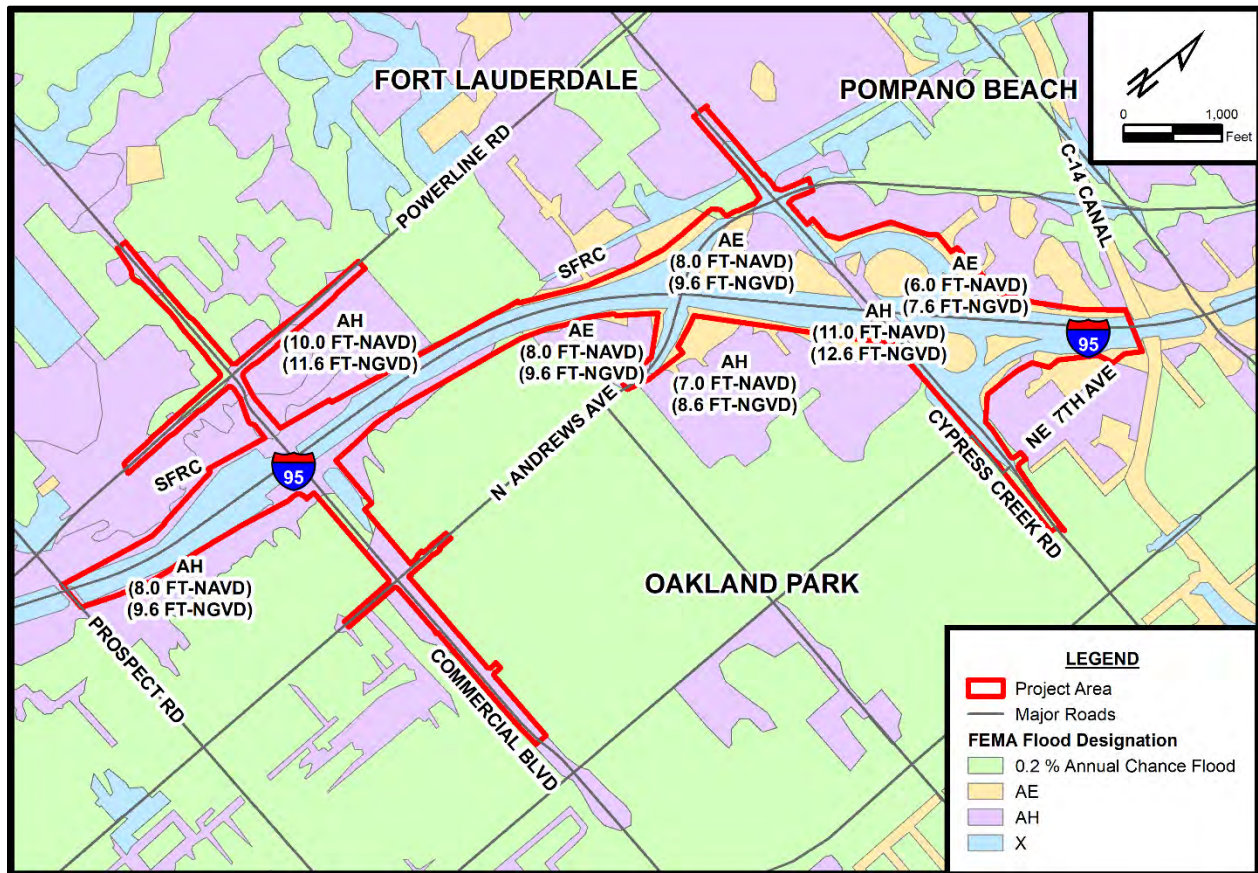 FORT LAUDERDALE
POMPANO BEACH
N
0 1,000
Feet
POWERLINE RD
C-14 CANAL
SFRC
AE
(8.0 FT-NAVD)
(9.6 FT-NGVD)
AE
(6.0 FT-NAVD)
(7.6 FT-NGVD)
AH
(10.0 FT-NAVD)
(11.6 FT-NGVD)
AE
(8.0 FT-NAVD)
(9.6 FT-NGVD)
AH
(11.0 FT-NAVD)
(12.6 FT-NGVD)
95
AH
(7.0 FT-NAVD)
(8.6 FT-NGVD)
NE 7TH AVE
N ANDREWS AVE
CYPRESS CREEK RD
SFRC
95
AH
(8.0 FT-NAVD)
(9.6 FT-NGVD)
OAKLAND PARK
PROSPECT RD
COMMERCIAL BLVD
LEGEND
Project Area
Major Roads
FEMA Flood Designation
0.2 % Annual Chance Flood
AE
AH
X